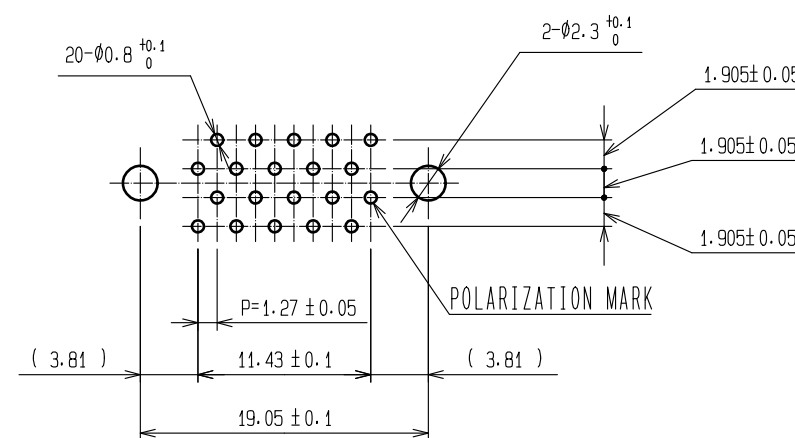 20-Ø0.8 +0.1 0
2-Ø2.3 +0.1 0
1.905±0.05
1.905±0.05
1.905±0.05
P=1.27±0.05
POLARIZATION MARK
( 3.81 )
11.43±0.1
( 3.81 )
19.05±0.1